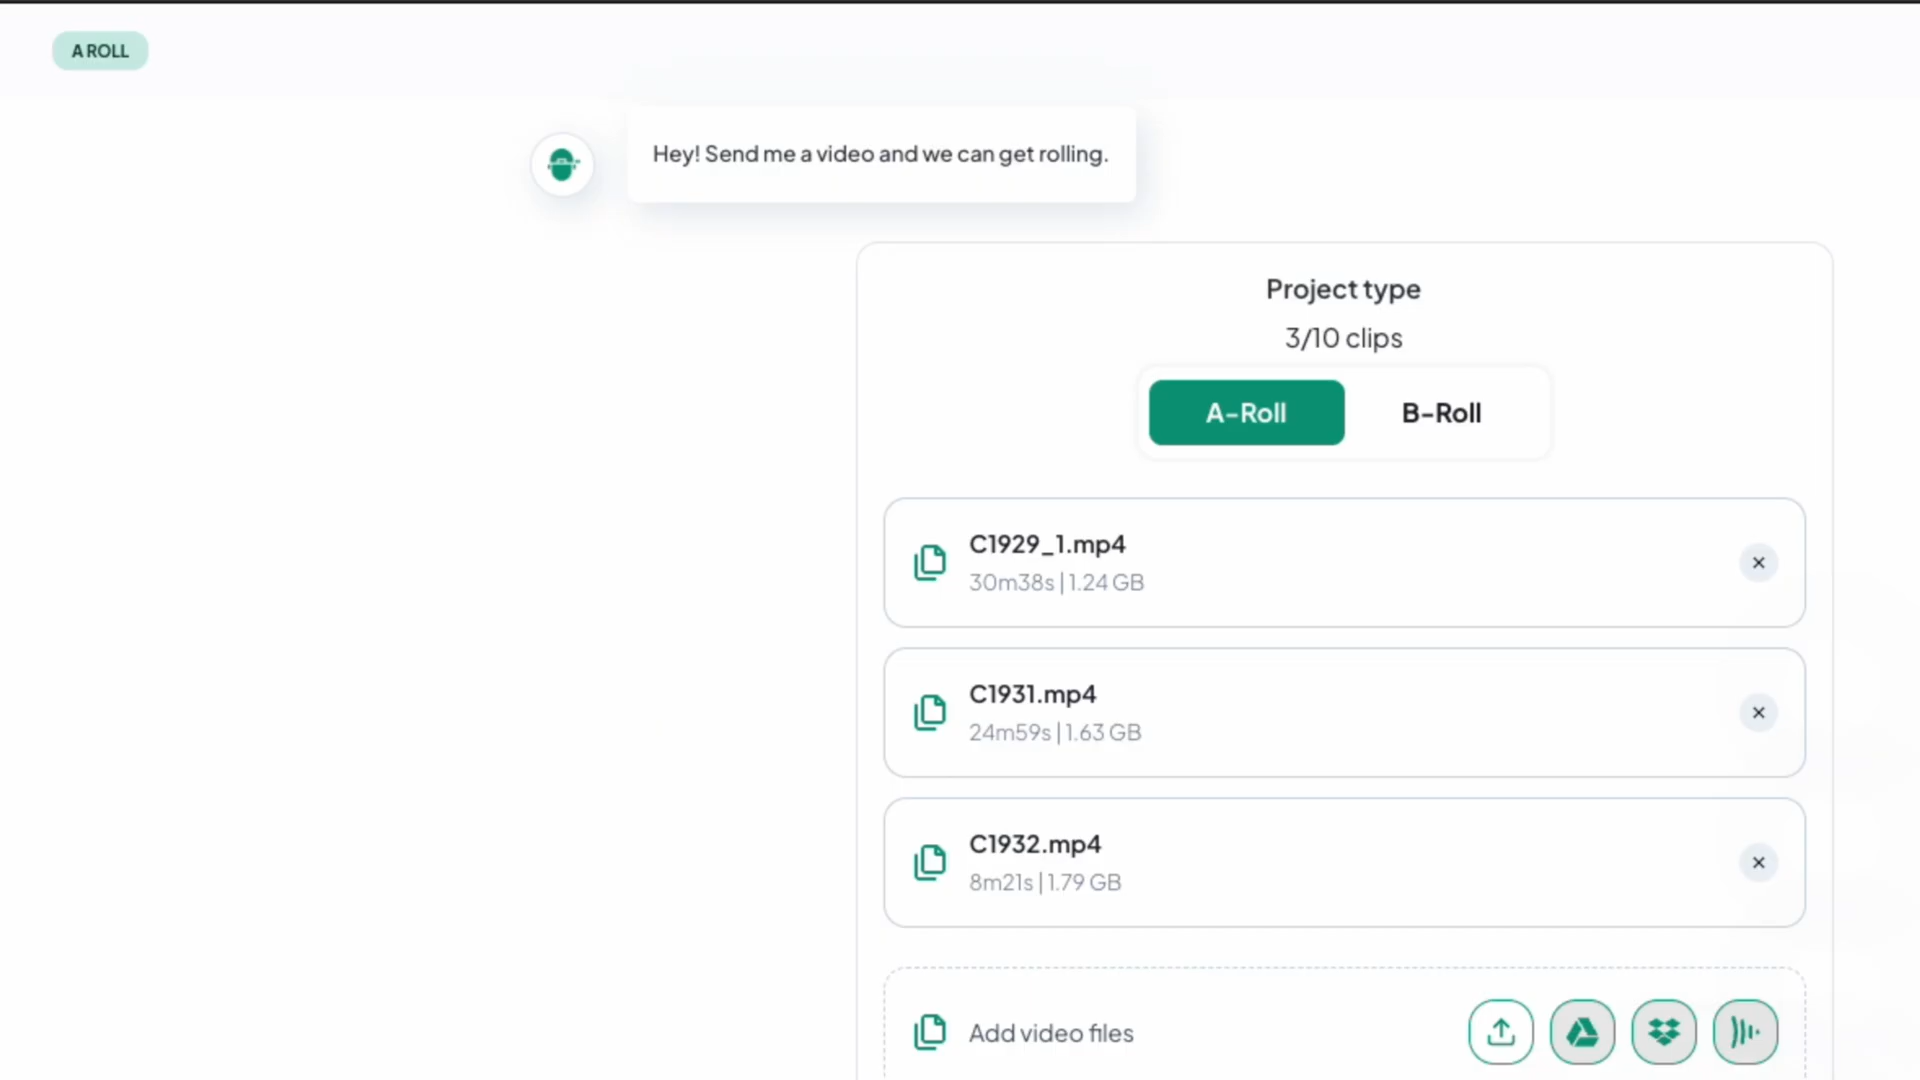 A ROLL
Hey! Send me a video and we can get rolling.
Project type
3/10 clips
A-Roll
B-Roll
C1929_1.mp4
30m38s | 1.24 GB
C1931.mp4
24m59s | 1.63 GB
C1932.mp4
8m21s | 1.79 GB
Add video files